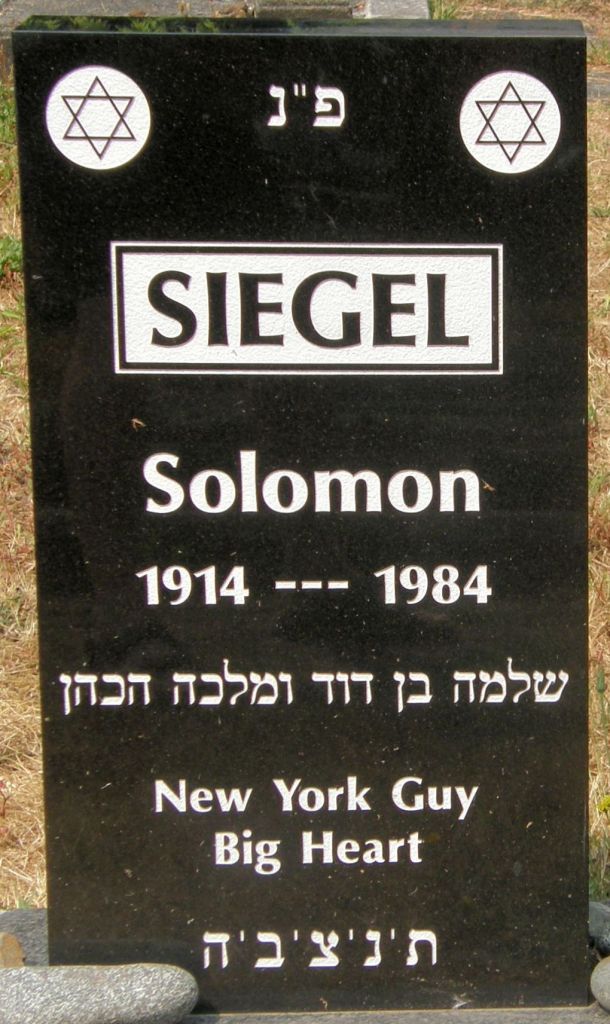 פ"נ
SIEGEL
Solomon
1914 --- 1984
שלמה בן דוד ומלכה הכהן
New York Guy
Big Heart
ת'נ'צ'ב'ה